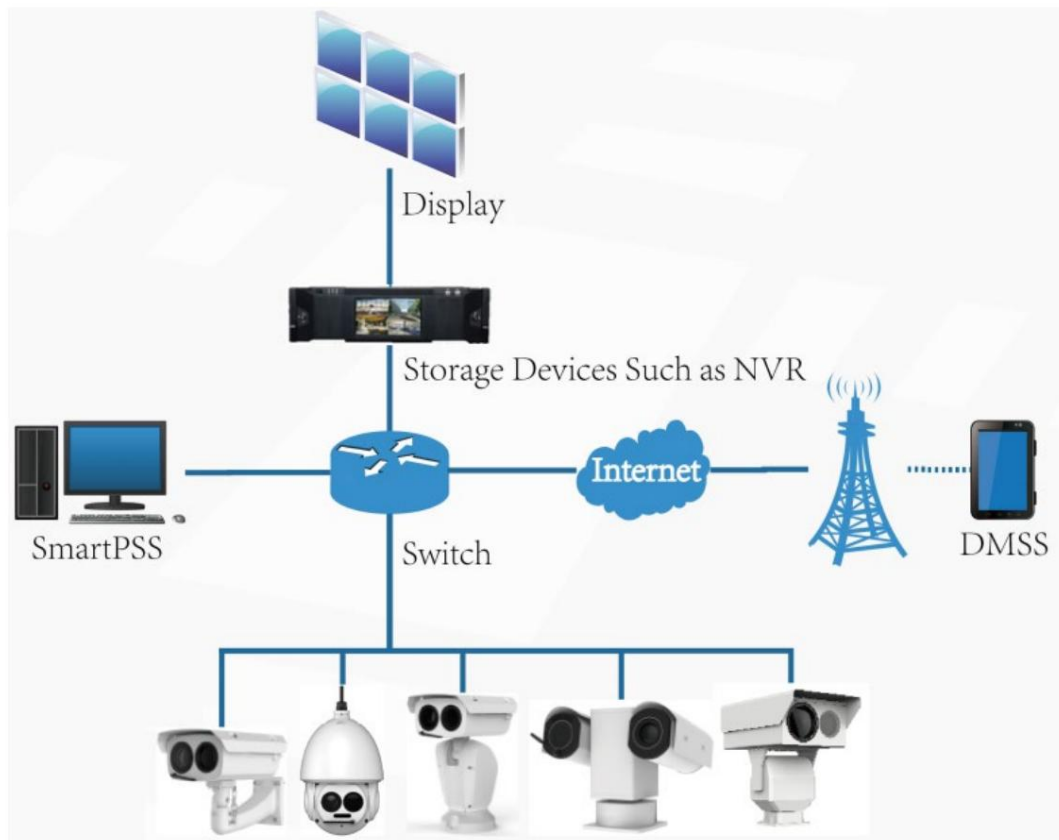 Display
Storage Devices Such as NVR
Internet
SmartPSS
Switch
DMSS